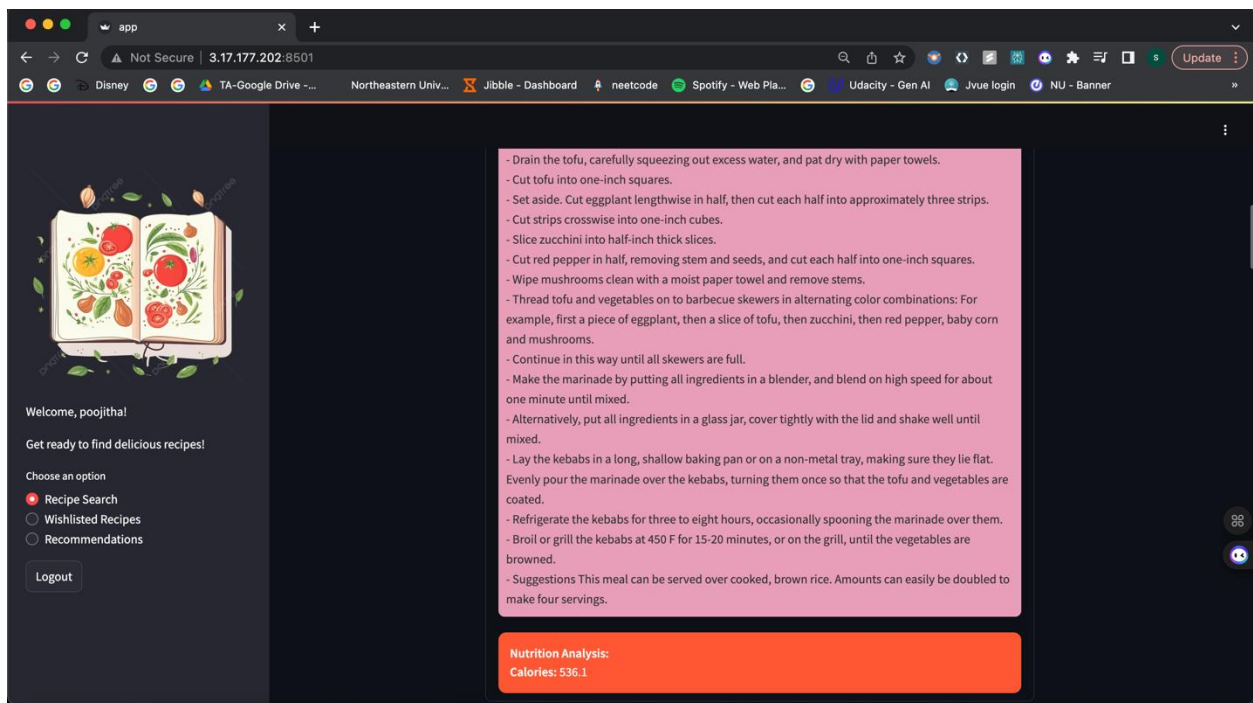 app
Not Secure | 3.17.177.202:8501
Update
Disney
TA-Google Drive -...
Northeastern Univ...
Jibble - Dashboard
neetcode
Spotify - Web Pla...
Udacity - Gen AI
Jvue login
NU - Banner
»
pngtree
Welcome, poojitha!
Get ready to find delicious recipes!
Choose an option
Recipe Search
Wishlisted Recipes
Recommendations
Logout
- Drain the tofu, carefully squeezing out excess water, and pat dry with paper towels.
- Cut tofu into one-inch squares.
- Set aside. Cut eggplant lengthwise in half, then cut each half into approximately three strips.
- Cut strips crosswise into one-inch cubes.
- Slice zucchini into half-inch thick slices.
- Cut red pepper in half, removing stem and seeds, and cut each half into one-inch squares.
- Wipe mushrooms clean with a moist paper towel and remove stems.
- Thread tofu and vegetables on to barbecue skewers in alternating color combinations: For
example, first a piece of eggplant, then a slice of tofu, then zucchini, then red pepper, baby corn
and mushrooms.
- Continue in this way until all skewers are full.
- Make the marinade by putting all ingredients in a blender, and blend on high speed for about
one minute until mixed.
- Alternatively, put all ingredients in a glass jar, cover tightly with the lid and shake well until
mixed.
- Lay the kebabs in a long, shallow baking pan or on a non-metal tray, making sure they lie flat.
Evenly pour the marinade over the kebabs, turning them once so that the tofu and vegetables are
coated.
- Refrigerate the kebabs for three to eight hours, occasionally spooning the marinade over them.
- Broil or grill the kebabs at 450 F for 15-20 minutes, or on the grill, until the vegetables are
browned.
- Suggestions This meal can be served over cooked, brown rice. Amounts can easily be doubled to
make four servings.
Nutrition Analysis:
Calories: 536.1